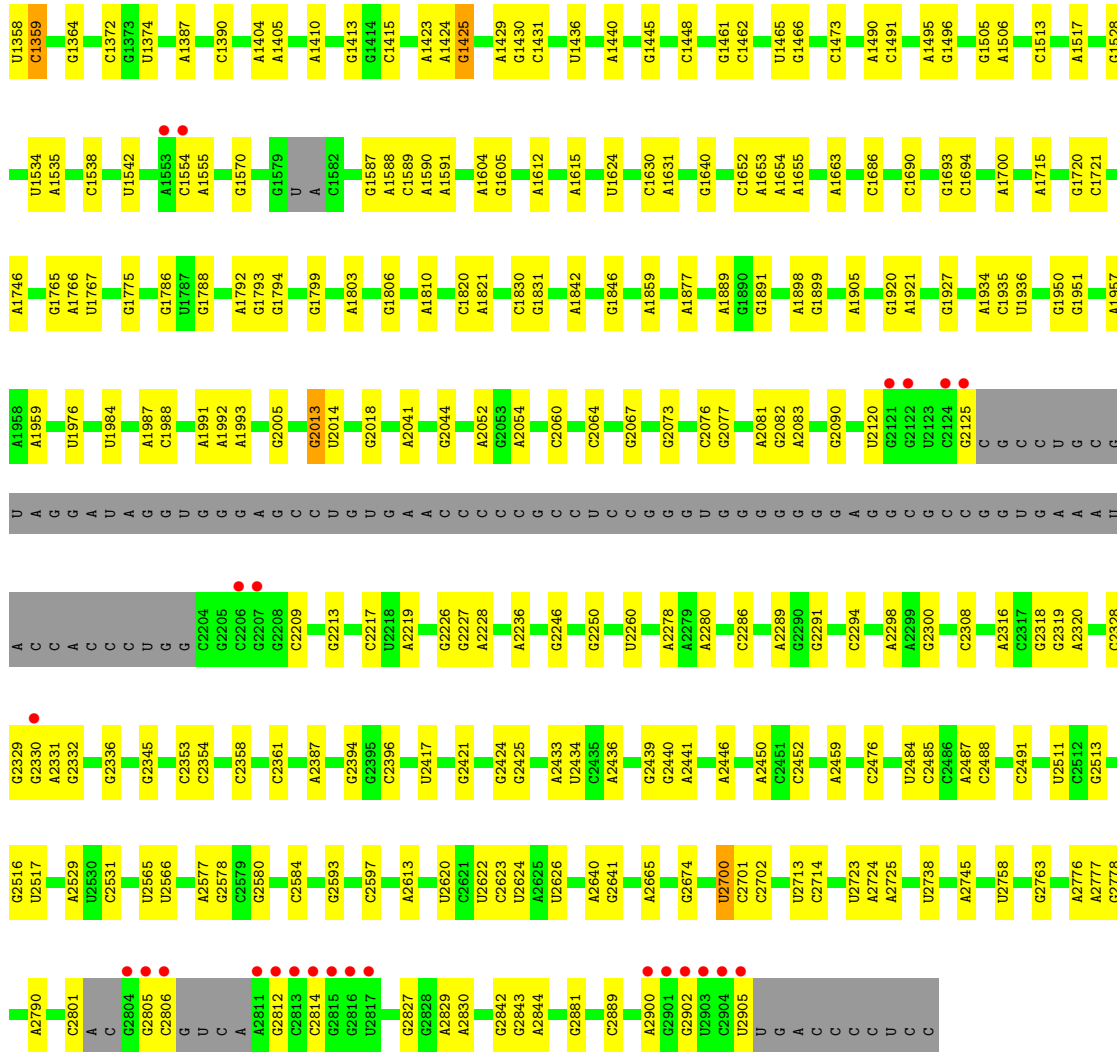 U1358 C1359 G1364 C1372 G1373 U1374 A1387 C1390 A1404 A1405 A1410 G1413 G1414 C1415 A1423 A1424 G1425 A1429 G1430 C1431 U1436 A1440 G1445 C1448 G1461 C1462 U1465 G1466 C1473 A1490 C1491 A1495 G1496 G1505 A1506 C1513 A1517 G1528
U1534 A1535 C1538 U1542 A1553 C1554 A1555 G1570 G1579 U A C1582 G1587 A1588 C1589 A1590 A1591 A1604 G1605 A1612 A1615 U1624 C1630 A1631 G1640 C1652 A1653 A1654 A1655 A1663 C1686 C1690 G1693 C1694 A1700 A1715 G1720 C1721
A1746 G1765 A1766 U1767 G1775 G1786 U1787 G1788 A1792 G1793 G1794 G1799 A1803 G1806 A1810 C1820 A1821 C1830 G1831 A1842 G1846 A1859 A1877 A1889 G1890 G1891 A1898 G1899 A1905 G1920 A1921 G1927 A1934 C1935 U1936 G1950 G1951 A1957
A1958 A1959 U1976 U1984 A1987 C1988 A1991 A1992 A1993 G2005 G2013 U2014 G2018 A2041 G2044 A2052 G2053 A2054 C2060 C2064 G2067 G2073 C2076 G2077 A2081 G2082 A2083 G2090 U2120 G2121 G2122 U2123 C2124 G2125 C G C C U G C G
U A G G A U A G G U G G G A G C C U G U G A A C C C C C G C C U C C G G G U G G G G G G A G G C G C C G G U G A A A U
A C C A C C C U G G C2204 G2205 C2206 G2207 G2208 C2209 G2213 C2217 U2218 A2219 G2226 G2227 A2228 A2236 G2246 G2250 U2260 A2278 A2279 A2280 C2286 A2289 G2290 G2291 C2294 A2298 A2299 G2300 C2308 A2316 C2317 G2318 G2319 A2320 C2328
G2329 G2330 A2331 G2332 G2336 G2345 C2353 C2354 C2358 C2361 A2387 G2394 G2395 C2396 U2417 G2421 G2424 G2425 A2433 U2434 C2435 A2436 G2439 G2440 A2441 A2446 A2450 C2451 C2452 A2459 C2476 U2484 C2485 C2486 A2487 C2488 C2491 U2511 C2512 G2513
G2516 U2517 A2529 U2530 C2531 U2565 U2566 A2577 G2578 C2579 G2580 C2584 G2593 C2597 A2613 U2620 C2621 U2622 C2623 U2624 A2625 U2626 A2640 G2641 A2665 G2674 U2700 C2701 C2702 U2713 C2714 U2723 A2724 A2725 U2738 A2745 U2758 G2763 A2776 A2777 G2778
A2790 C2801 A C G2804 G2805 C2806 G U C A A2811 G2812 C2813 C2814 G2815 G2816 U2817 G2827 G2828 A2829 A2830 G2842 G2843 A2844 G2881 C2889 A2900 G2901 G2902 U2903 C2904 U2905 U G A C C C C U C C